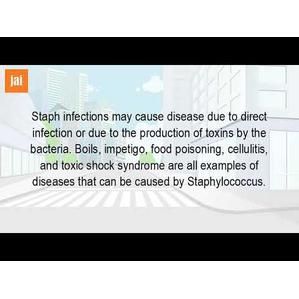 jai
Staph infections may cause disease due to direct
infection or due to the production of toxins by the
bacteria. Boils, impetigo, food poisoning, cellulitis,
and toxic shock syndrome are all examples of
diseases that can be caused by Staphylococcus.